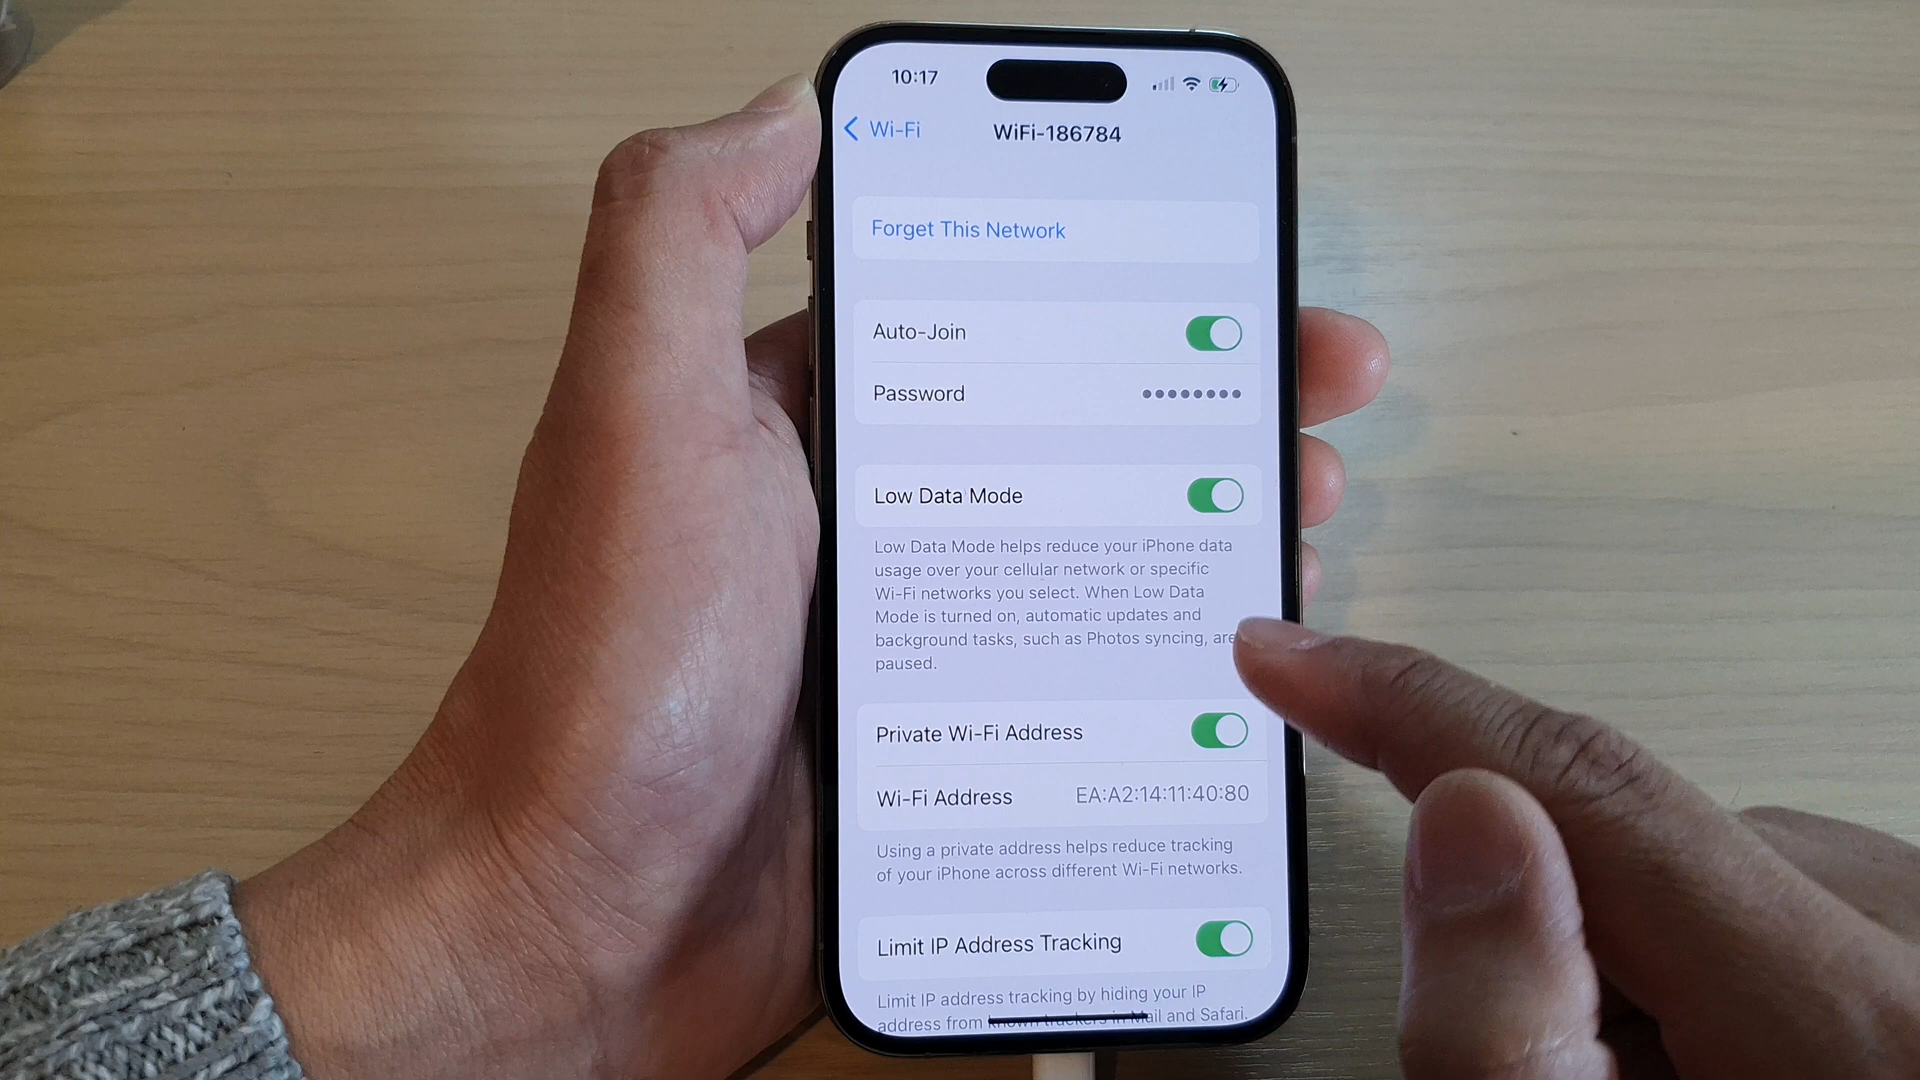 10:17
Wi-Fi
WiFi-186784
Forget This Network
Auto-Join
Password ••••••••
Low Data Mode
Low Data Mode helps reduce your iPhone data
usage over your cellular network or specific
Wi-Fi networks you select. When Low Data
Mode is turned on, automatic updates and
background tasks, such as Photos syncing, are
paused.
Private Wi-Fi Address
Wi-Fi Address EA:A2:14:11:40:80
Using a private address helps reduce tracking
of your iPhone across different Wi-Fi networks.
Limit IP Address Tracking
Limit IP address tracking by hiding your IP
address from known trackers in Mail and Safari.